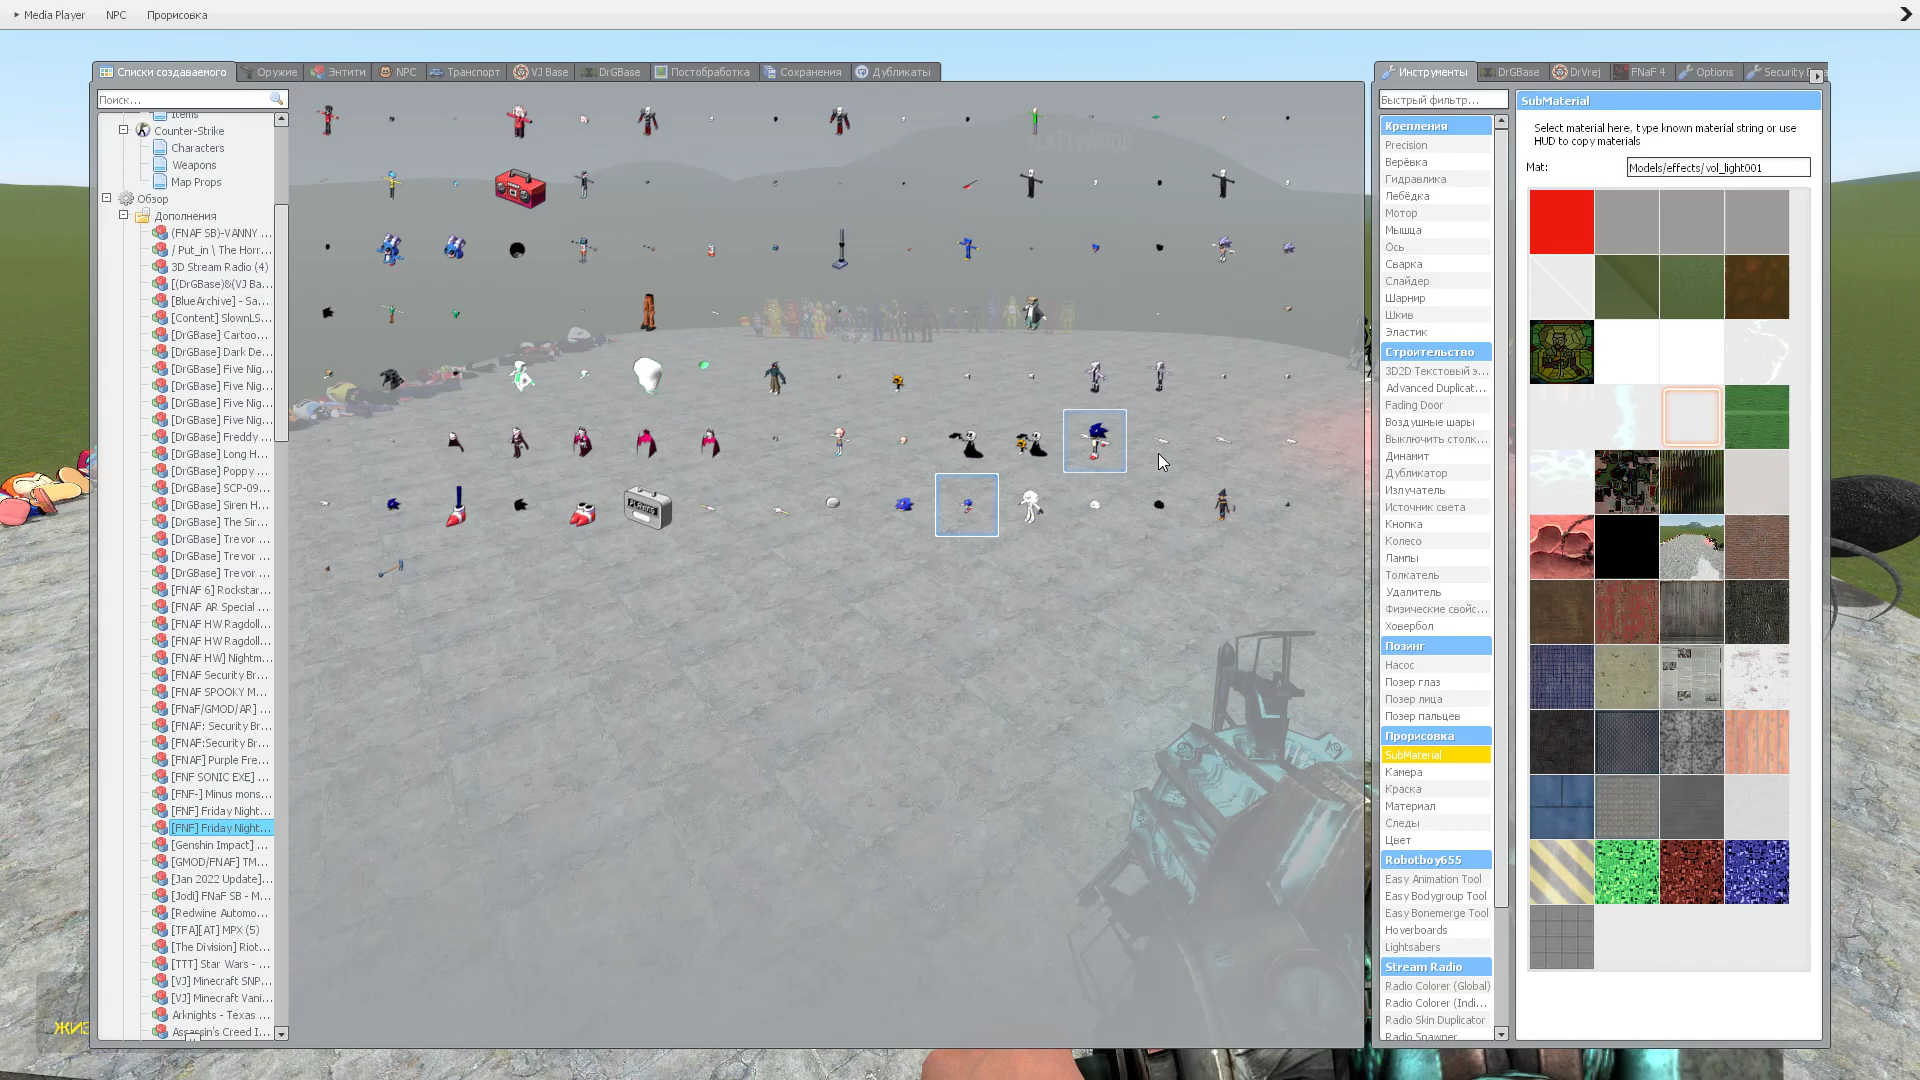 Media Player NPC Прорисовка
Списки создаваемого Оружие Энтити NPC Транспорт VJ Base DrGBase Постобработка Сохранения Дубликаты
Поиск...
Items
Counter-Strike
Characters
Weapons
Map Props
Обзор
Дополнения
(FNAF SB)-VANNY ...
/ Put_in \ The Horr...
3D Stream Radio (4)
[(DrGBase)&(VJ Ba...
[BlueArchive] - Sa...
[Content] SlownLS...
[DrGBase] Cartoo...
[DrGBase] Dark De...
[DrGBase] Five Nig...
[DrGBase] Five Nig...
[DrGBase] Five Nig...
[DrGBase] Five Nig...
[DrGBase] Freddy ...
[DrGBase] Long H...
[DrGBase] Poppy ...
[DrGBase] SCP-09...
[DrGBase] Siren H...
[DrGBase] The Sir...
[DrGBase] Trevor ...
[DrGBase] Trevor ...
[DrGBase] Trevor ...
[FNAF 6] Rockstar...
[FNAF AR Special ...
[FNAF HW Ragdoll...
[FNAF HW Ragdoll...
[FNAF HW] Nightm...
[FNAF Security Br...
[FNAF SPOOKY M...
[FNaF/GMOD/AR] ...
[FNAF: Security Br...
[FNAF:Security Br...
[FNAF] Purple Fre...
[FNF SONIC EXE] ...
[FNF-] Minus mons...
[FNF] Friday Night...
[FNF] Friday Night...
[Genshin Impact] ...
[GMOD/FNAF] TM...
[Jan 2022 Update]...
[Jodi] FNaF SB - M...
[Redwine Automo...
[TFA][AT] MPX (5)
[The Division] Riot...
[TTT] Star Wars - ...
[VJ] Minecraft SNP...
[VJ] Minecraft Vani...
Arknights - Texas ...
Assassin's Creed I...
FLATTYWOOD
PLAYING
ЖИЗ
Инструменты DrGBase DrVrej FNaF 4 Options Security B
Быстрый фильтр...
Крепления
Precision
Верёвка
Гидравлика
Лебёдка
Мотор
Мышца
Ось
Сварка
Слайдер
Шарнир
Шкив
Эластик
Строительство
3D2D Текстовый э...
Advanced Duplicat...
Fading Door
Воздушные шары
Выключить столк...
Динамит
Дубликатор
Излучатель
Источник света
Кнопка
Колесо
Лампы
Толкатель
Удалитель
Физические свойс...
Ховербол
Позинг
Насос
Позер глаз
Позер лица
Позер пальцев
Прорисовка
SubMaterial
Камера
Краска
Материал
Следы
Цвет
Robotboy655
Easy Animation Tool
Easy Bodygroup Tool
Easy Bonemerge Tool
Hoverboards
Lightsabers
Stream Radio
Radio Colorer (Global)
Radio Colorer (Indi...
Radio Skin Duplicator
Radio Spawner
SubMaterial
Select material here, type known material string or use
HUD to copy materials
Mat: Models/effects/vol_light001